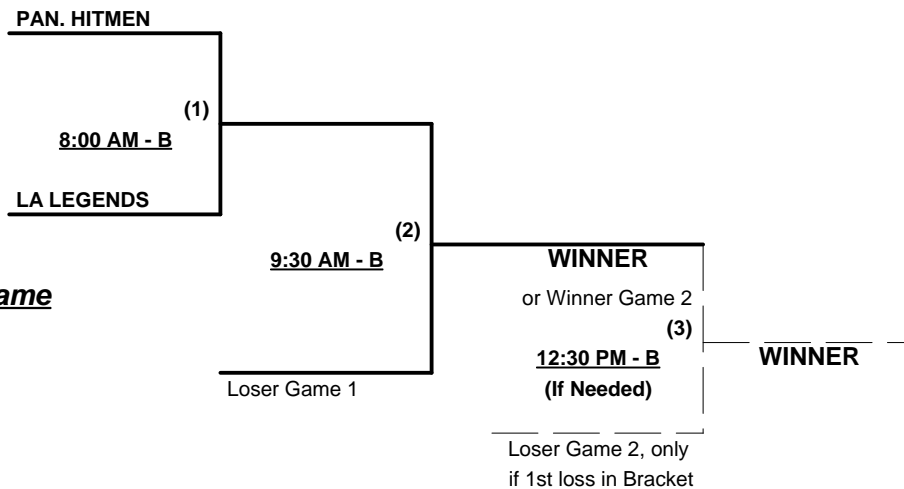 PAN. HITMEN
(1)
8:00 AM - B
LA LEGENDS
(2)
9:30 AM - B
WINNER
ame
or Winner Game 2
(3)
12:30 PM - B
WINNER
Loser Game 1
(If Needed)
Loser Game 2, only
if 1st loss in Bracket